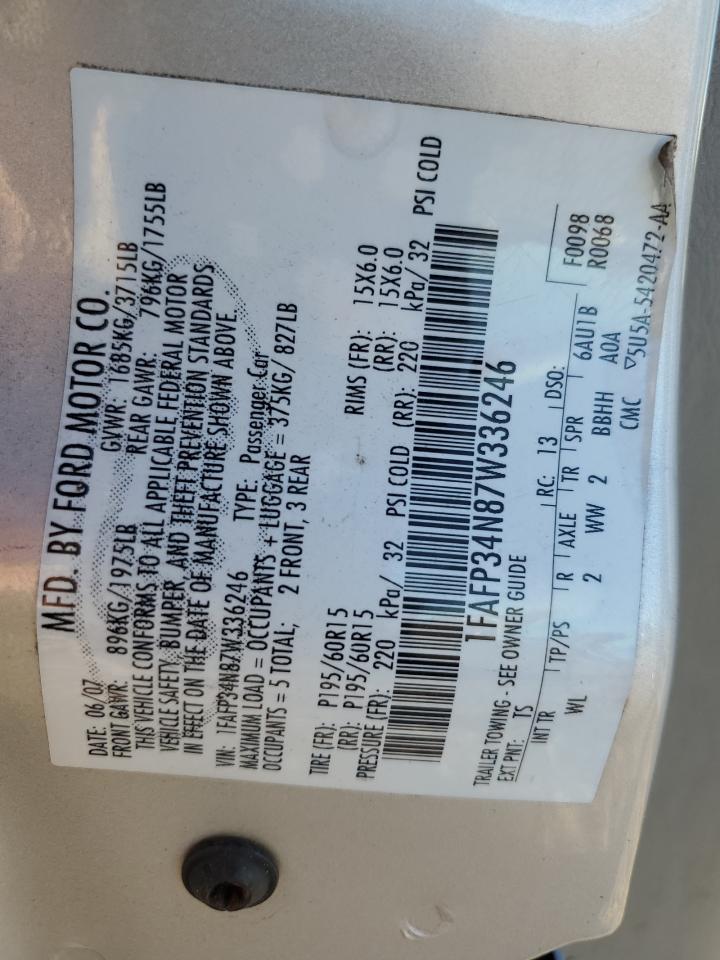 MFD. BY FORD MOTOR CO.
DATE: 06/07 GVWR: 1685KG/3715LB
FRONT GAWR: 896KG/1975LB REAR GAWR: 796KG/1755LB
THIS VEHICLE CONFORMS TO ALL APPLICABLE FEDERAL MOTOR
VEHICLE SAFETY, BUMPER, AND THEFT PREVENTION STANDARDS
IN EFFECT ON THE DATE OF MANUFACTURE SHOWN ABOVE.
VIN: 1FAFP34N87W336246 TYPE: Passenger Car
MAXIMUM LOAD = OCCUPANTS + LUGGAGE = 375KG/ 827LB
OCCUPANTS = 5 TOTAL; 2 FRONT, 3 REAR
TIRE (FR): P195/60R15 RIMS (FR): 15X6.0
(RR): P195/60R15 (RR): 15X6.0
PRESSURE (FR): 220 kPa/ 32 PSI COLD (RR): 220 kPa/ 32 PSI COLD
1FAFP34N87W336246
TRAILER TOWING - SEE OWNER GUIDE
EXT PNT: TS RC: 13 DSO: F0098
R0068
INT TR TP/PS R AXLE TR SPR 6AU1B
WL 2 WW 2 BBHH AOA
CMC ▽5U5A-5420472-AA